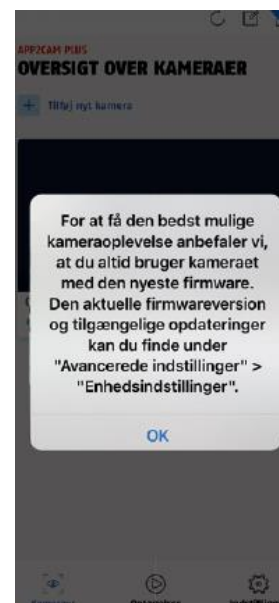 APP2CAM PLUS
OVERSIGT OVER KAMERAER
Tilføj nyt kamera
For at få den bedst mulige
kameraoplevelse anbefaler vi,
at du altid bruger kameraet
med den nyeste firmware.
Den aktuelle firmwareversion
og tilgængelige opdateringer
kan du finde under
"Avancerede indstillinger" >
"Enhedsindstillinger".
OK